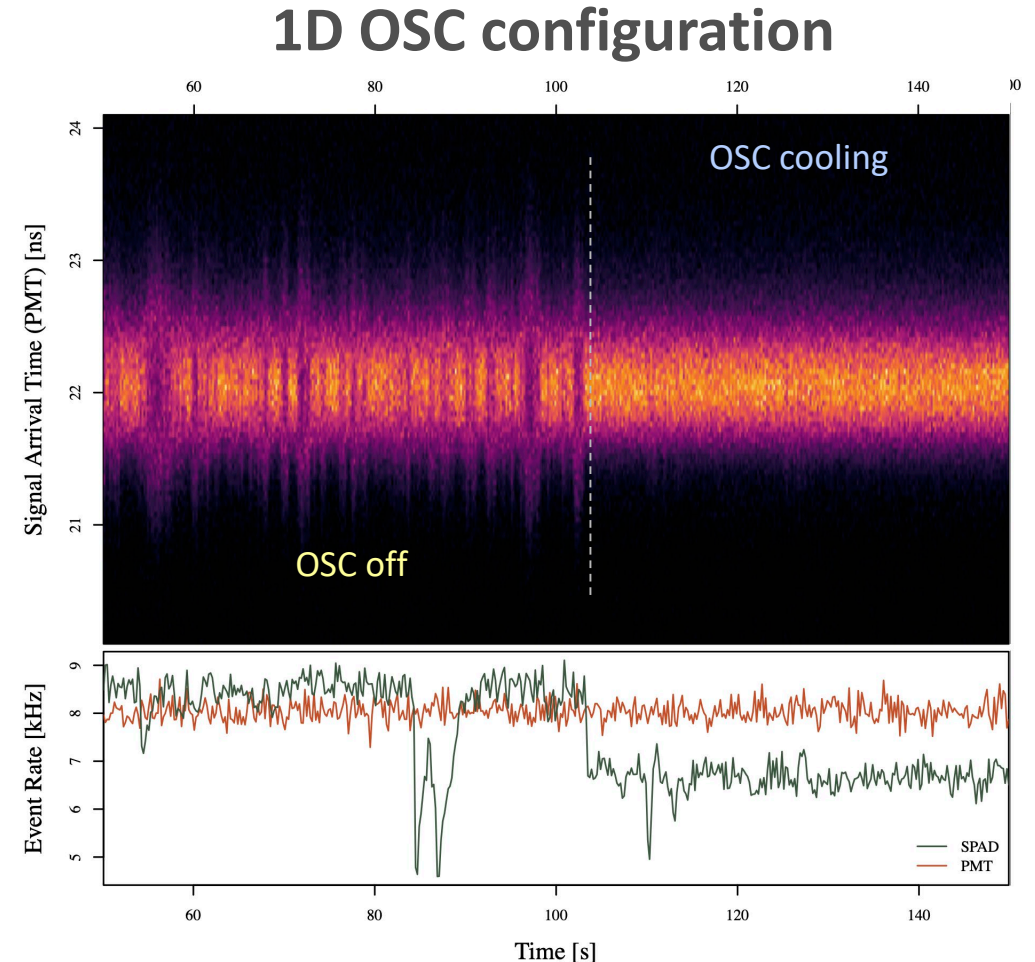 1D OSC configuration
60 80 100 120 140 00
24
23
22
21
Signal Arrival Time (PMT) [ns]
OSC cooling
OSC off
9
8
7
6
5
Event Rate [kHz]
SPAD
PMT
60 80 100 120 140
Time [s]